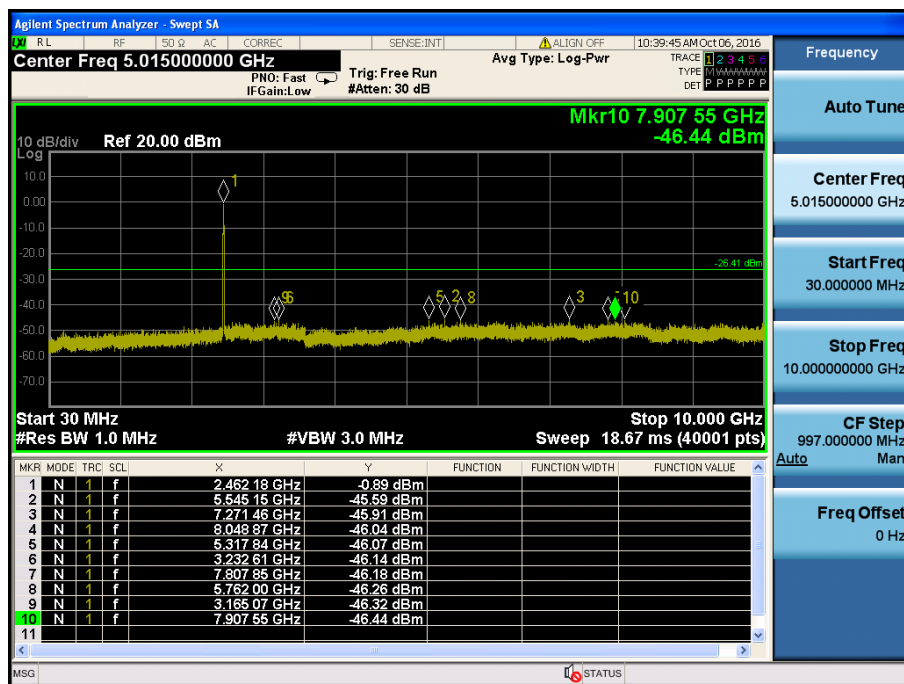 Agilent Spectrum Analyzer - Swept SA
LXI RL RF 50 Ω AC CORREC SENSE:INT ALIGN OFF 10:39:45 AM Oct 06, 2016
Center Freq 5.015000000 GHz
PNO: Fast
IFGain:Low
Trig: Free Run
#Atten: 30 dB
Avg Type: Log-Pwr
TRACE 1 2 3 4 5 6
TYPE M W W W W W
DET P P P P P P
Mkr10 7.907 55 GHz
-46.44 dBm
10 dB/div Ref 20.00 dBm
Log
10.0
0.00
-10.0
-20.0
-30.0
-40.0
-50.0
-60.0
-70.0
1
-26.41 dBm
9 6 5 2 8 3 10
Start 30 MHz Stop 10.000 GHz
#Res BW 1.0 MHz #VBW 3.0 MHz Sweep 18.67 ms (40001 pts)
MKR MODE TRC SCL X Y FUNCTION FUNCTION WIDTH FUNCTION VALUE
1 N 1 f 2.462 18 GHz -0.89 dBm
2 N 1 f 5.545 15 GHz -45.59 dBm
3 N 1 f 7.271 46 GHz -45.91 dBm
4 N 1 f 8.048 87 GHz -46.04 dBm
5 N 1 f 5.317 84 GHz -46.07 dBm
6 N 1 f 3.232 61 GHz -46.14 dBm
7 N 1 f 7.807 85 GHz -46.18 dBm
8 N 1 f 5.762 00 GHz -46.26 dBm
9 N 1 f 3.165 07 GHz -46.32 dBm
10 N 1 f 7.907 55 GHz -46.44 dBm
11
MSG STATUS
Frequency
Auto Tune
Center Freq
5.015000000 GHz
Start Freq
30.000000 MHz
Stop Freq
10.000000000 GHz
CF Step
997.000000 MHz
Auto Man
Freq Offset
0 Hz